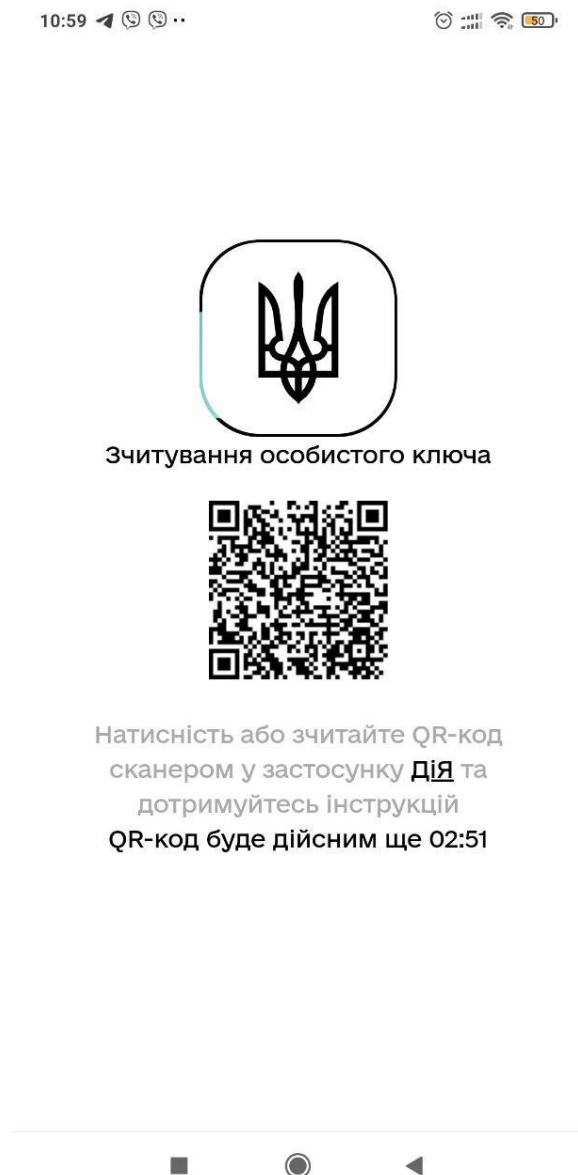 10:59
50
Зчитування особистого ключа
Натисність або зчитайте QR-код
сканером у застосунку ДіЯ та
дотримуйтесь інструкцій
QR-код буде дійсним ще 02:51